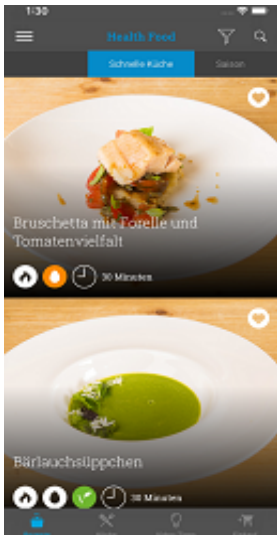 1:30
Health Food
Schnelle Küche
Saison
Bruschetta mit Forelle und
Tomatenvielfalt
30 Minuten
Bärlauchsüppchen
30 Minuten